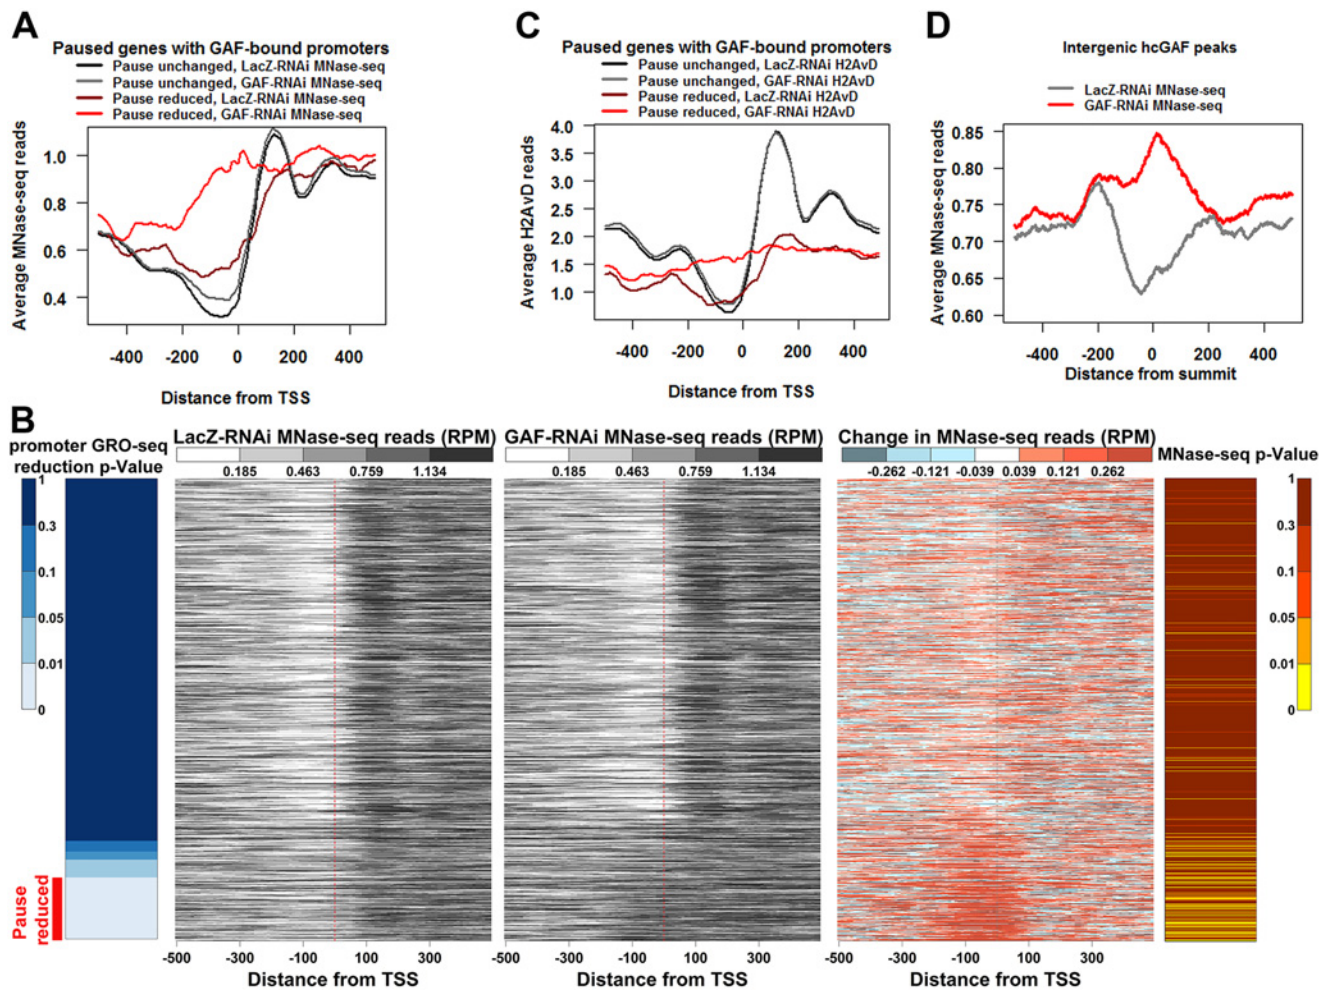 A
Paused genes with GAF-bound promoters
Pause unchanged, LacZ-RNAi MNase-seq
Pause unchanged, GAF-RNAi MNase-seq
Pause reduced, LacZ-RNAi MNase-seq
Pause reduced, GAF-RNAi MNase-seq
Average MNase-seq reads
1.0
0.8
0.6
0.4
-400 -200 0 200 400
Distance from TSS
C
Paused genes with GAF-bound promoters
Pause unchanged, LacZ-RNAi H2AvD
Pause unchanged, GAF-RNAi H2AvD
Pause reduced, LacZ-RNAi H2AvD
Pause reduced, GAF-RNAi H2AvD
Average H2AvD reads
4.0
3.5
3.0
2.5
2.0
1.5
1.0
-400 -200 0 200 400
Distance from TSS
D
Intergenic hcGAF peaks
LacZ-RNAi MNase-seq
GAF-RNAi MNase-seq
Average MNase-seq reads
0.85
0.80
0.75
0.70
0.65
0.60
-400 -200 0 200 400
Distance from summit
B
promoter GRO-seq
reduction p-Value
1
0.3
0.1
0.05
0.01
0
Pause
reduced
LacZ-RNAi MNase-seq reads (RPM)
0.185 0.463 0.759 1.134
-500 -300 -100 100 300
Distance from TSS
GAF-RNAi MNase-seq reads (RPM)
0.185 0.463 0.759 1.134
-500 -300 -100 100 300
Distance from TSS
Change in MNase-seq reads (RPM)
-0.262 -0.121 -0.039 0.039 0.121 0.262
-500 -300 -100 100 300
Distance from TSS
MNase-seq p-Value
1
0.3
0.1
0.05
0.01
0